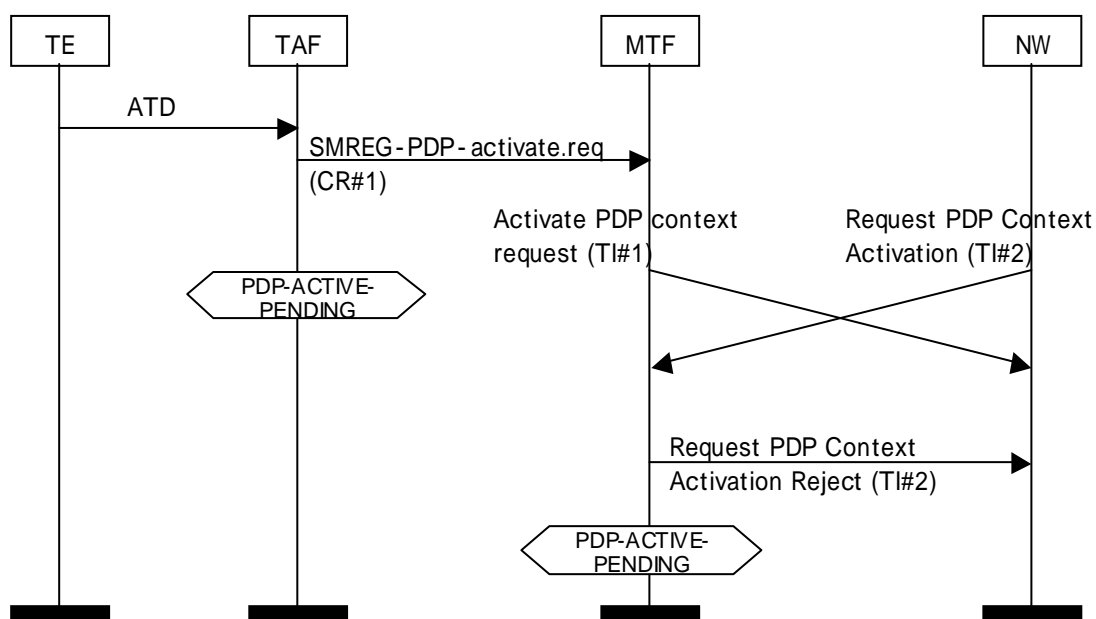 TE
TAF
MTF
NW
ATD
SMREG-PDP-activate.req
(CR#1)
Activate PDP context
request (TI#1)
Request PDP Context
Activation (TI#2)
PDP-ACTIVE-
PENDING
Request PDP Context
Activation Reject (TI#2)
PDP-ACTIVE-
PENDING